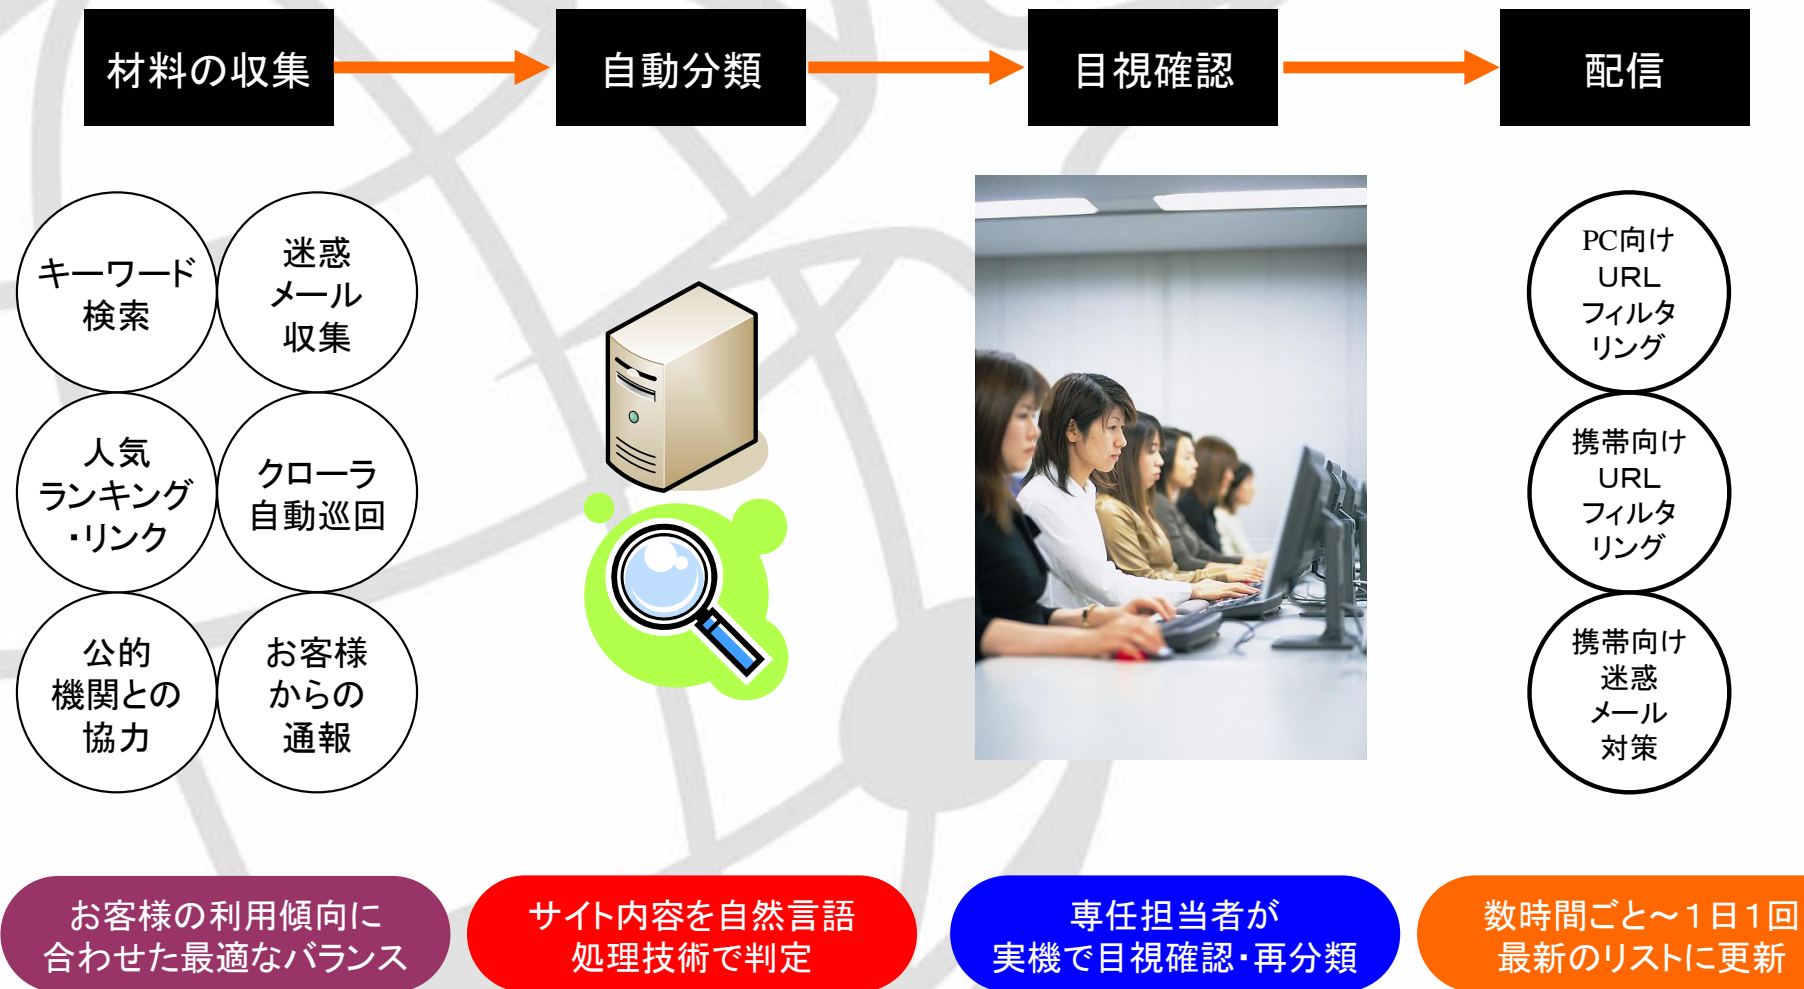 材料の収集
自動分類
目視確認
配信
キーワード
検索
迷惑
メール
収集
人気
ランキング
・リンク
クローラ
自動巡回
公的
機関との
協力
お客様
からの
通報
PC向け
URL
フィルタ
リング
携帯向け
URL
フィルタ
リング
携帯向け
迷惑
メール
対策
お客様の利用傾向に
合わせた最適なバランス
サイト内容を自然言語
処理技術で判定
専任担当者が
実機で目視確認・再分類
数時間ごと～１日１回
最新のリストに更新